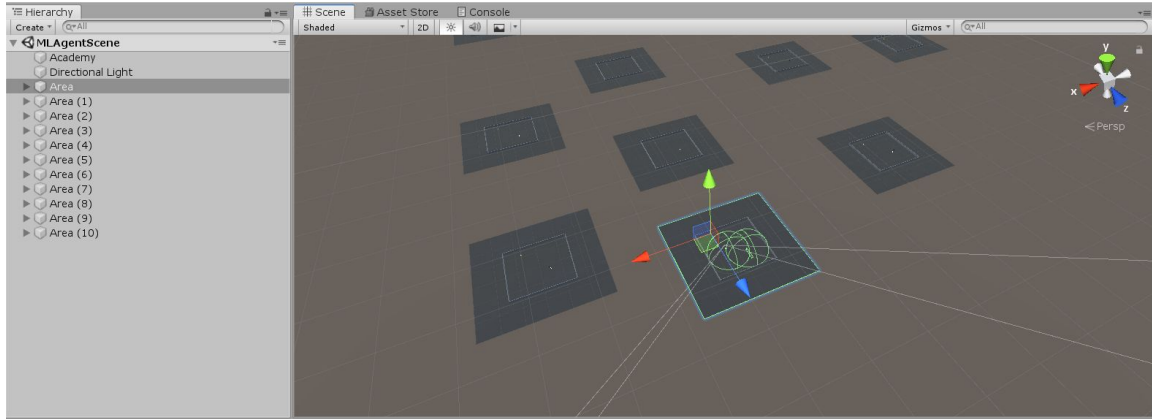 Hierarchy
Create All
MLAgentScene
Academy
Directional Light
Area
Area (1)
Area (2)
Area (3)
Area (4)
Area (5)
Area (6)
Area (7)
Area (8)
Area (9)
Area (10)
Scene Asset Store Console
Shaded 2D Gizmos All
y
x
z
Persp